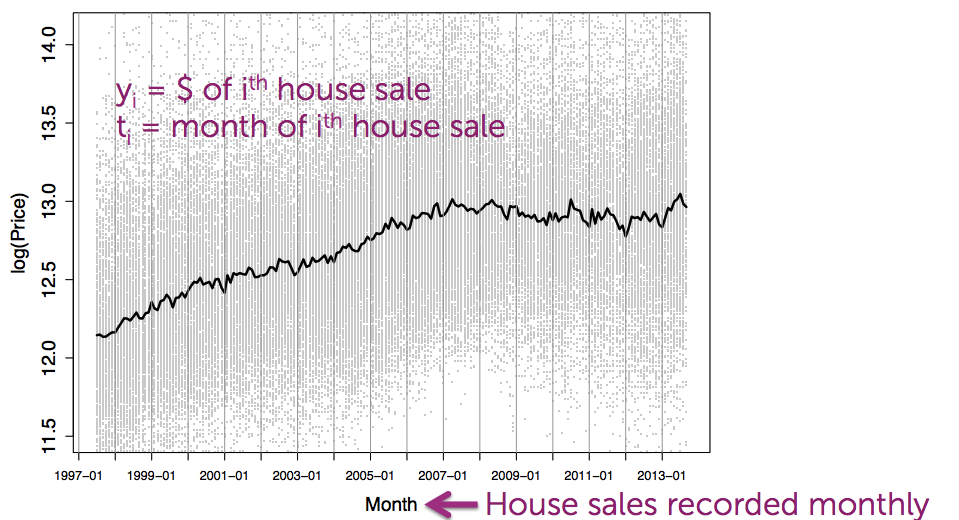 yi = $ of ith house sale
ti = month of ith house sale
log(Price)
14.0
13.5
13.0
12.5
12.0
11.5
1997–01 1999–01 2001–01 2003–01 2005–01 2007–01 2009–01 2011–01 2013–01
Month
House sales recorded monthly